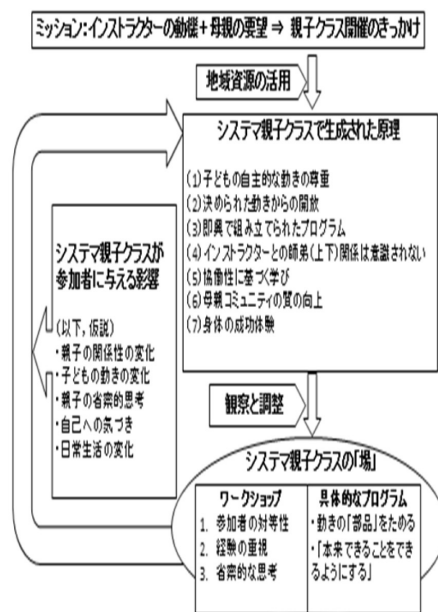 ミッション:インストラクターの動機+母親の要望 ⇒ 親子クラス開催のきっかけ
地域資源の活用
システマ親子クラスで生成された原理
(1)子どもの自主的な動きの尊重
(2)決められた動きからの開放
(3)即興で組み立てられたプログラム
(4)インストラクターとの師弟(上下)関係は意識されない
(5)協働性に基づく学び
(6)母親コミュニティの質の向上
(7)身体の成功体験
システマ親子クラスが
参加者に与える影響
(以下,仮説)
・親子の関係性の変化
・子どもの動きの変化
・親子の省察的思考
・自己への気づき
・日常生活の変化
観察と調整
システマ親子クラスの「場」
ワークショップ
1. 参加者の対等性
2. 経験の重視
3. 省察的な思考
具体的なプログラム
・動きの「部品」をためる
・「本来できることをでき
るようにする」